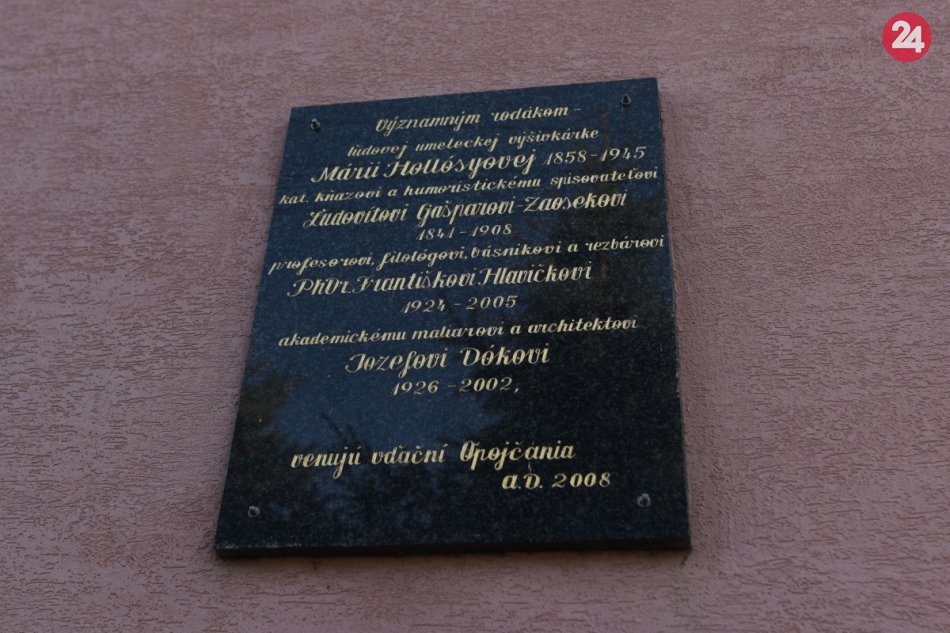 24
Významným rodákom -
ľudovej umeleckej výšivkárke
Márii Hollósyovej 1858 - 1945
kat. kňazovi a humoristickému spisovateľovi
Ľudovítovi Gašparovi - Zaosekovi
1841 - 1908
profesorovi, filológovi, básnikovi a rezbárovi
PhDr. Františkovi Hlavičkovi
1924 - 2005
akademickému maliarovi a architektovi
Jozefovi Dókovi
1926 - 2002,
venujú vďační Opojčania
A.D. 2008